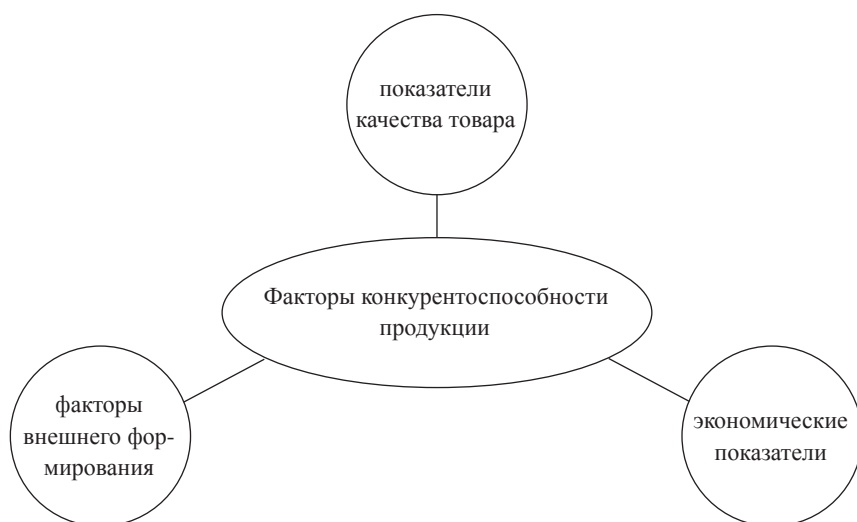 показатели
качества товара
Факторы конкурентоспособности
продукции
факторы
внешнего фор-
мирования
экономические
показатели